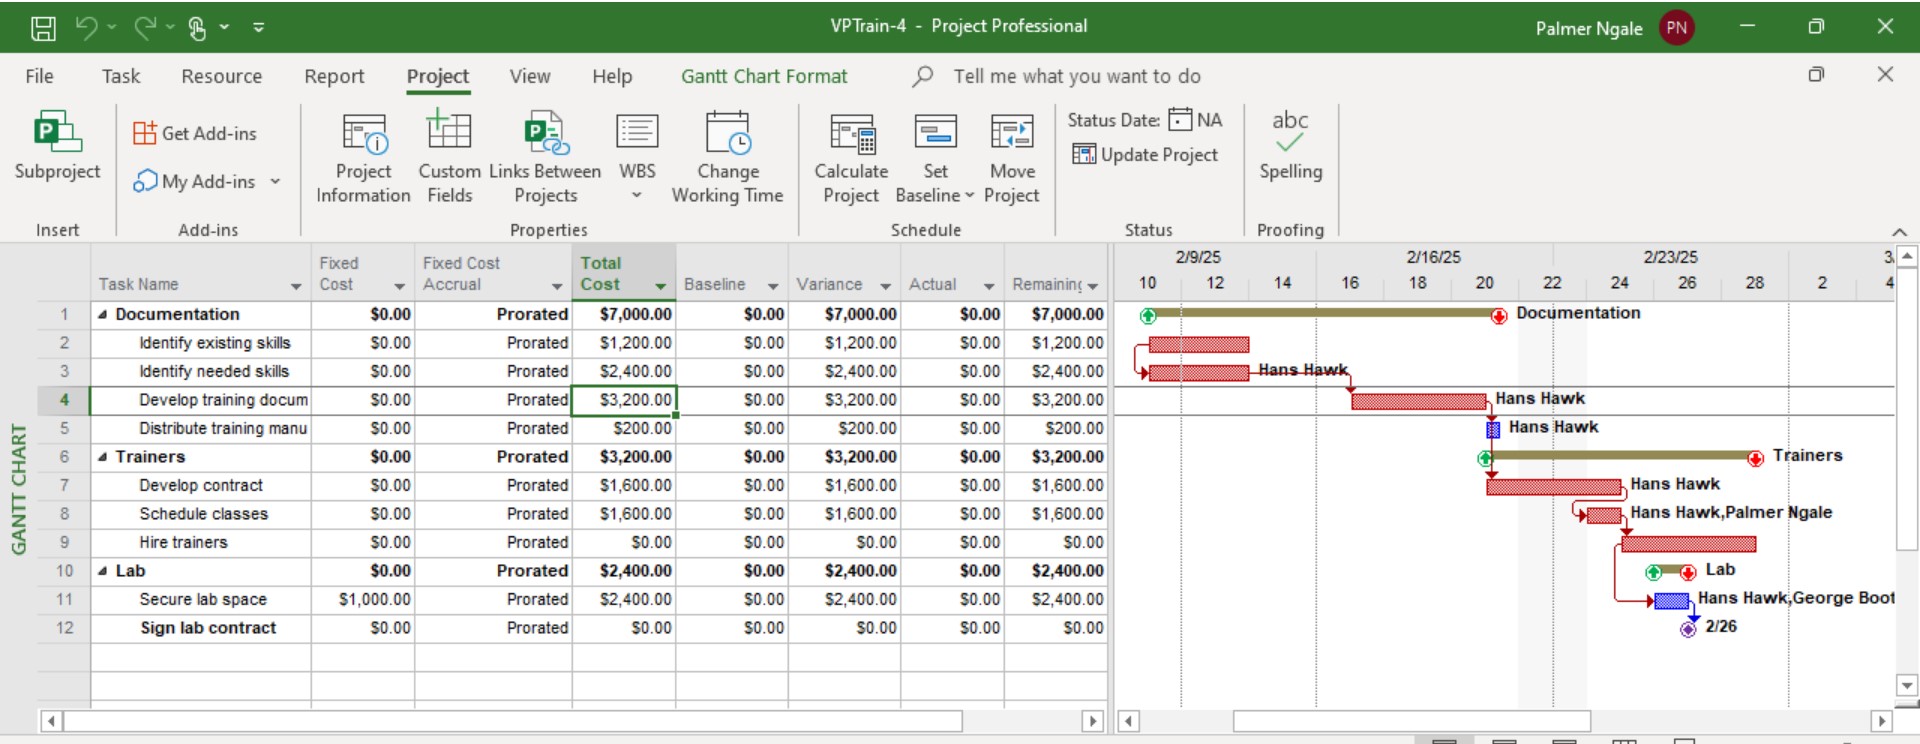 VPTrain-4 - Project Professional
Palmer Ngale PN
File Task Resource Report Project View Help Gantt Chart Format Tell me what you want to do
Subproject
Get Add-ins
My Add-ins
Project Information
Custom Fields
Links Between Projects
WBS
Change Working Time
Calculate Project
Set Baseline
Move Project
Status Date: NA
Update Project
abc
Spelling
Insert Add-ins Properties Schedule Status Proofing
Task Name Fixed Cost Fixed Cost Accrual Total Cost Baseline Variance Actual Remaining
2/9/25 2/16/25 2/23/25 3
10 12 14 16 18 20 22 24 26 28 2 4
1 Documentation $0.00 Prorated $7,000.00 $0.00 $7,000.00 $0.00 $7,000.00 Documentation
2 Identify existing skills $0.00 Prorated $1,200.00 $0.00 $1,200.00 $0.00 $1,200.00
3 Identify needed skills $0.00 Prorated $2,400.00 $0.00 $2,400.00 $0.00 $2,400.00 Hans Hawk
4 Develop training docum $0.00 Prorated $3,200.00 $0.00 $3,200.00 $0.00 $3,200.00 Hans Hawk
5 Distribute training manu $0.00 Prorated $200.00 $0.00 $200.00 $0.00 $200.00 Hans Hawk
6 Trainers $0.00 Prorated $3,200.00 $0.00 $3,200.00 $0.00 $3,200.00 Trainers
7 Develop contract $0.00 Prorated $1,600.00 $0.00 $1,600.00 $0.00 $1,600.00 Hans Hawk
8 Schedule classes $0.00 Prorated $1,600.00 $0.00 $1,600.00 $0.00 $1,600.00 Hans Hawk,Palmer Ngale
9 Hire trainers $0.00 Prorated $0.00 $0.00 $0.00 $0.00 $0.00
10 Lab $0.00 Prorated $2,400.00 $0.00 $2,400.00 $0.00 $2,400.00 Lab
11 Secure lab space $1,000.00 Prorated $2,400.00 $0.00 $2,400.00 $0.00 $2,400.00 Hans Hawk,George Boot
12 Sign lab contract $0.00 Prorated $0.00 $0.00 $0.00 $0.00 $0.00 2/26
GANTT CHART